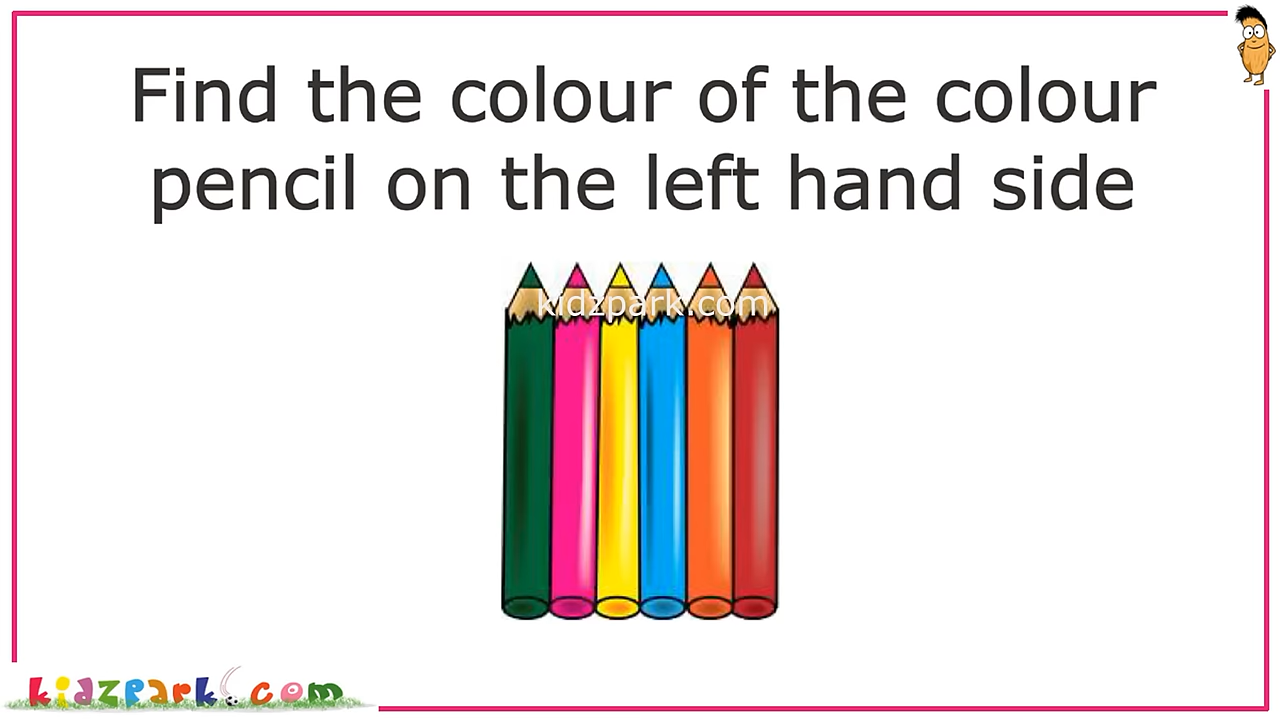 Find the colour of the colour
pencil on the left hand side
kidzpark.com
kidzpark.com